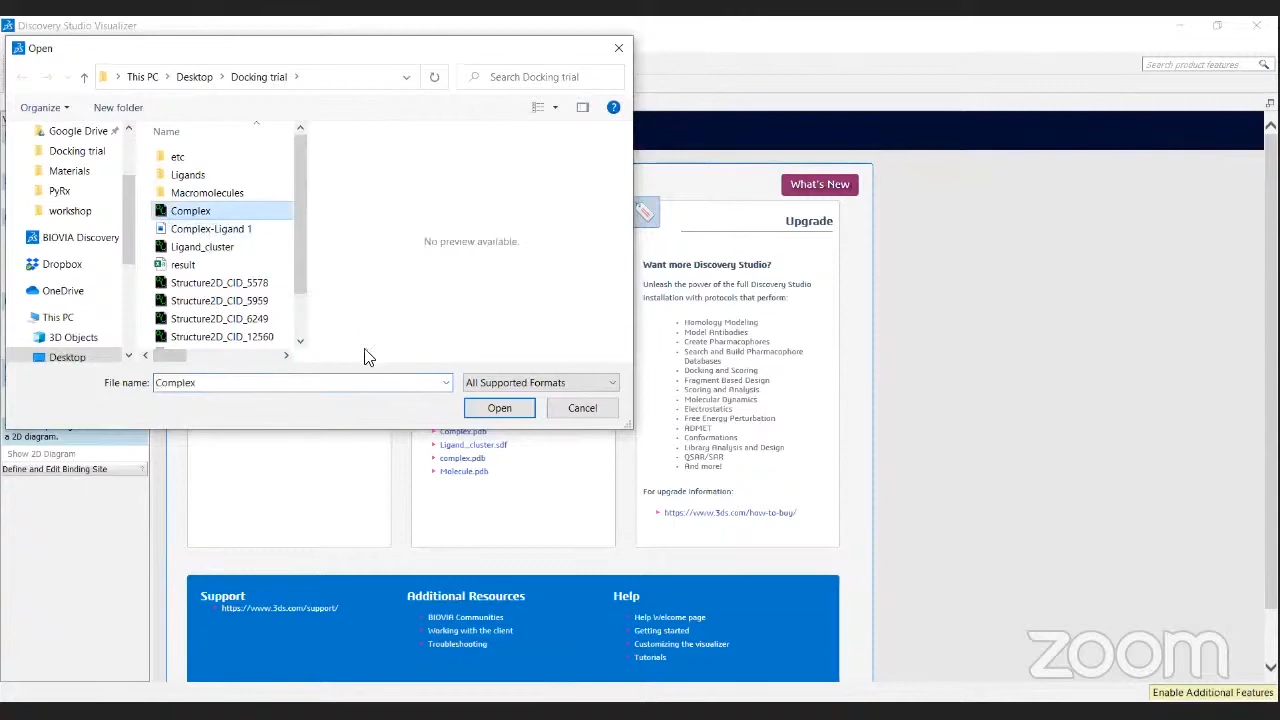 Discovery Studio Visualizer
Open
This PC
Desktop
Docking trial
Search Docking trial
Search product features
Organize
New folder
Google Drive
Docking trial
Materials
PyRx
workshop
BIOVIA Discovery
Dropbox
OneDrive
This PC
3D Objects
Desktop
Name
etc
Ligands
Macromolecules
Complex
Complex-Ligand 1
Ligand_cluster
result
Structure2D_CID_5578
Structure2D_CID_5959
Structure2D_CID_6249
Structure2D_CID_12560
No preview available.
File name:
Complex
All Supported Formats
Open
Cancel
a 2D diagram.
Show 2D Diagram
Define and Edit Binding Site
Complex.pdb
Ligand_cluster.sdf
complex.pdb
Molecule.pdb
What's New
Upgrade
Want more Discovery Studio?
Unleash the power of the full Discovery Studio
installation with protocols that perform:
Homology Modeling
Model Antibodies
Create Pharmacophores
Search and Build Pharmacophore
Databases
Docking and Scoring
Fragment Based Design
Scoring and Analysis
Molecular Dynamics
Electrostatics
Free Energy Perturbation
ADMET
Conformations
Library Analysis and Design
QSAR/SAR
And more!
For upgrade information:
https://www.3ds.com/how-to-buy/
Support
https://www.3ds.com/support/
Additional Resources
BIOVIA Communities
Working with the client
Troubleshooting
Help
Help Welcome page
Getting started
Customizing the visualizer
Tutorials
zoom
Enable Additional Features